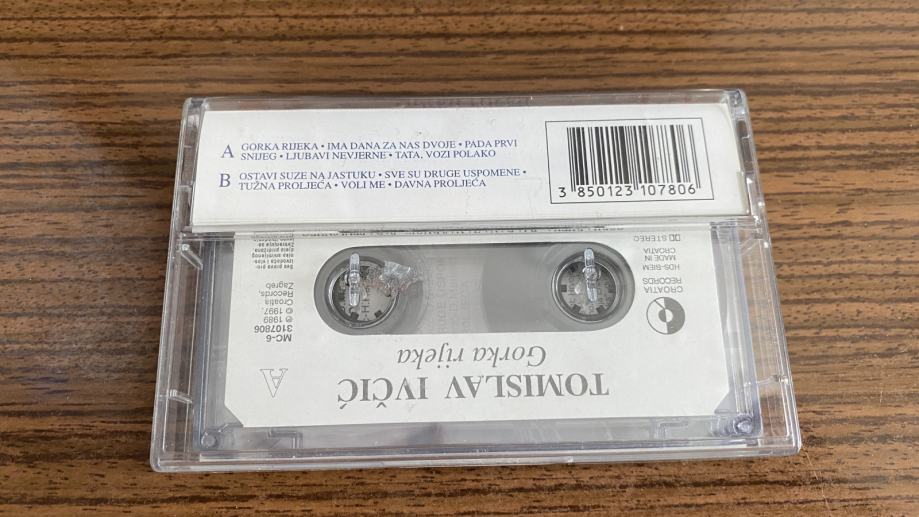 A GORKA RIJEKA • IMA DANA ZA NAS DVOJE • PADA PRVI
SNIJEG • LJUBAVI NEVJERNE • TATA, VOZI POLAKO
B OSTAVI SUZE NA JASTUKU • SVE SU DRUGE USPOMENE •
TUŽNA PROLJEĆA • VOLI ME • DAVNA PROLJEĆA
3 850123 107806
TOMISLAV IVČIĆ
Gorka rijeka
A
CROATIA
RECORDS
HDS-BIEM
MADE IN
CROATIA
STEREO
MC-6
3107806
℗ 1989
© 1997.
Croatia
Records,
Zagreb